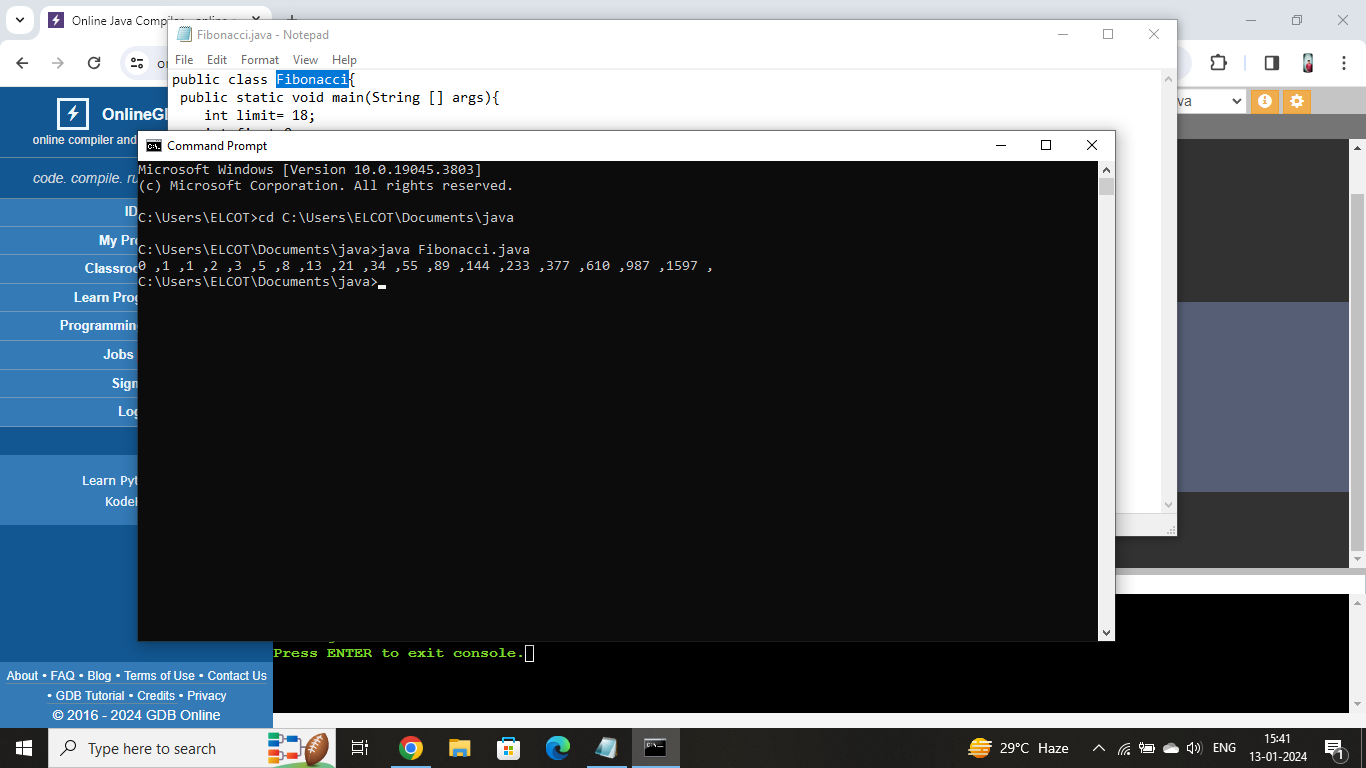 Online Java Compiler - online
Fibonacci.java - Notepad
File Edit Format View Help
public class Fibonacci{
public static void main(String [] args){
int limit= 18;
OnlineG
online compiler and
code. compile.
Command Prompt
Microsoft Windows [Version 10.0.19045.3803]
(c) Microsoft Corporation. All rights reserved.
C:\Users\ELCOT>cd C:\Users\ELCOT\Documents\java
C:\Users\ELCOT\Documents\java>java Fibonacci.java
0 ,1 ,1 ,2 ,3 ,5 ,8 ,13 ,21 ,34 ,55 ,89 ,144 ,233 ,377 ,610 ,987 ,1597 ,
C:\Users\ELCOT\Documents\java>
va
ID
My Pr
Classro
Learn Prog
Programmin
Jobs
Sign
Log
Learn Pyt
Kode
Press ENTER to exit console.
About • FAQ • Blog • Terms of Use • Contact Us
• GDB Tutorial • Credits • Privacy
© 2016 - 2024 GDB Online
Type here to search
29°C Haze
ENG
15:41
13-01-2024
1